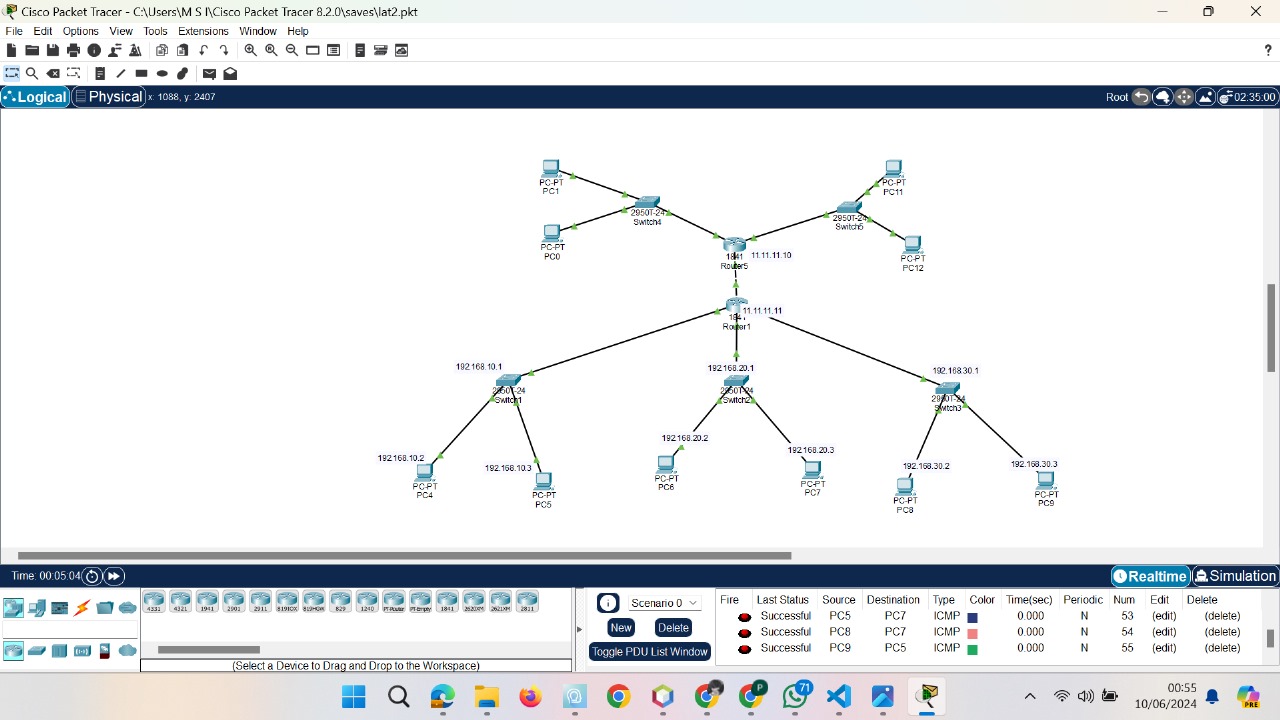 Cisco Packet Tracer - C:\Users\M S I\Cisco Packet Tracer 8.2.0\saves\lat2.pkt
File Edit Options View Tools Extensions Window Help
?
Logical Physical x: 1088, y: 2407 Root 02:35:00
PC-PT
PC1
PC-PT
PC0
2950T-24
Switch4
2950T-24
Switch5
PC-PT
PC11
PC-PT
PC12
1841
Router5
11.11.11.10
11.11.11.11
Router1
192.168.10.1
2950T-24
Switch1
192.168.20.1
2950T-24
Switch2
192.168.30.1
2950T-24
Switch3
192.168.10.2
PC-PT
PC4
192.168.10.3
PC-PT
PC5
192.168.20.2
PC-PT
PC6
192.168.20.3
PC-PT
PC7
192.168.30.2
PC-PT
PC8
192.168.30.3
PC-PT
PC9
Time: 00:05:04 Realtime Simulation
4331 4321 1941 2901 2911 819IOX 819HGW 829 1240 PT-Router PT-Empty 1841 2620XM 2621XM 2811
(Select a Device to Drag and Drop to the Workspace)
Scenario 0
New Delete
Toggle PDU List Window
Fire Last Status Source Destination Type Color Time(sec) Periodic Num Edit Delete
Successful PC5 PC7 ICMP 0.000 N 53 (edit) (delete)
Successful PC8 PC7 ICMP 0.000 N 54 (edit) (delete)
Successful PC9 PC5 ICMP 0.000 N 55 (edit) (delete)
71
P
00:55
10/06/2024
PRE